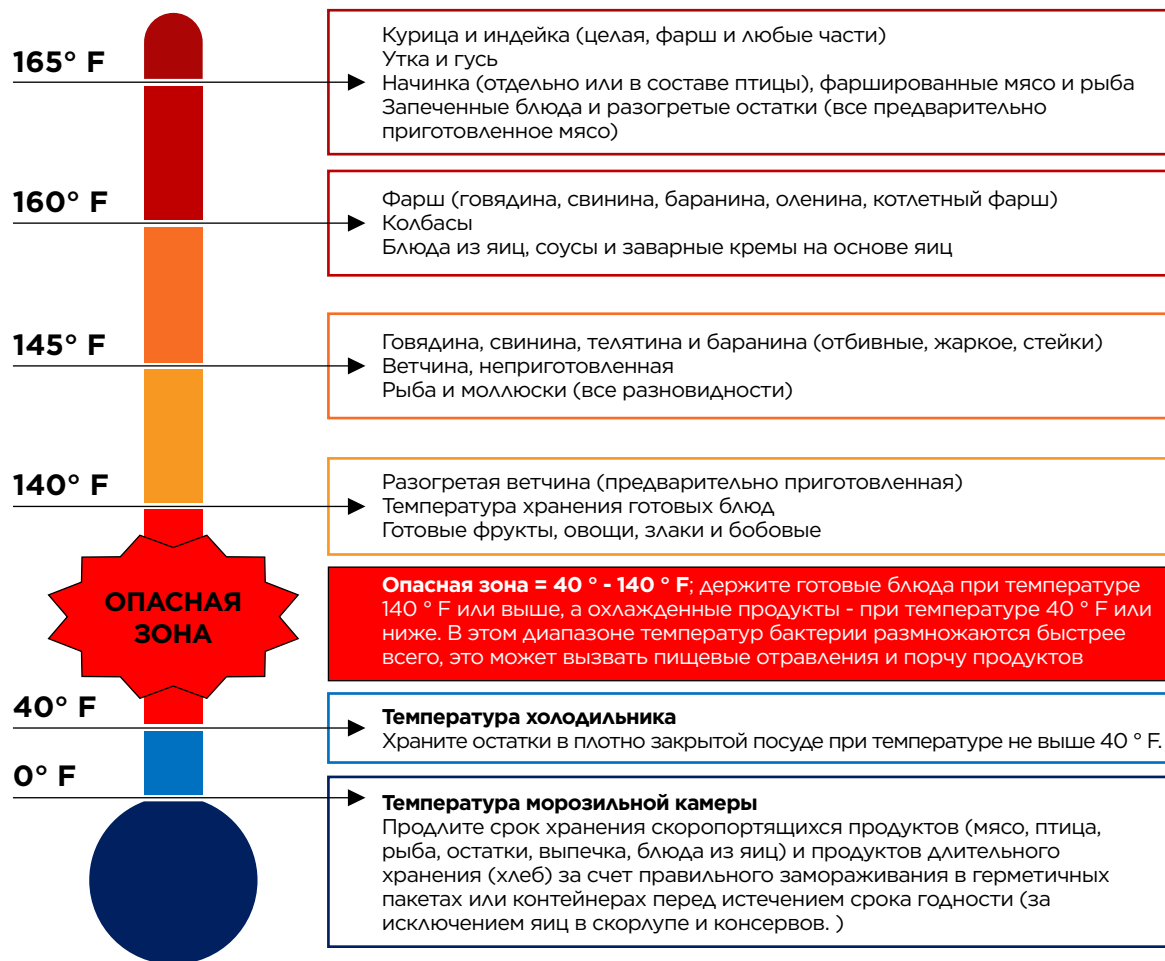 165° F
Курица и индейка (целая, фарш и любые части)
Утка и гусь
Начинка (отдельно или в составе птицы), фаршированные мясо и рыба
Запеченные блюда и разогретые остатки (все предварительно
приготовленное мясо)
160° F
Фарш (говядина, свинина, баранина, оленина, котлетный фарш)
Колбасы
Блюда из яиц, соусы и заварные кремы на основе яиц
145° F
Говядина, свинина, телятина и баранина (отбивные, жаркое, стейки)
Ветчина, неприготовленная
Рыба и моллюски (все разновидности)
140° F
Разогретая ветчина (предварительно приготовленная)
Температура хранения готовых блюд
Готовые фрукты, овощи, злаки и бобовые
ОПАСНАЯ
ЗОНА
Опасная зона = 40 ° - 140 ° F; держите готовые блюда при температуре
140 ° F или выше, а охлажденные продукты - при температуре 40 ° F или
ниже. В этом диапазоне температур бактерии размножаются быстрее
всего, это может вызвать пищевые отравления и порчу продуктов
40° F
Температура холодильника
Храните остатки в плотно закрытой посуде при температуре не выше 40 ° F.
0° F
Температура морозильной камеры
Продлите срок хранения скоропортящихся продуктов (мясо, птица,
рыба, остатки, выпечка, блюда из яиц) и продуктов длительного
хранения (хлеб) за счет правильного замораживания в герметичных
пакетах или контейнерах перед истечением срока годности (за
исключением яиц в скорлупе и консервов. )